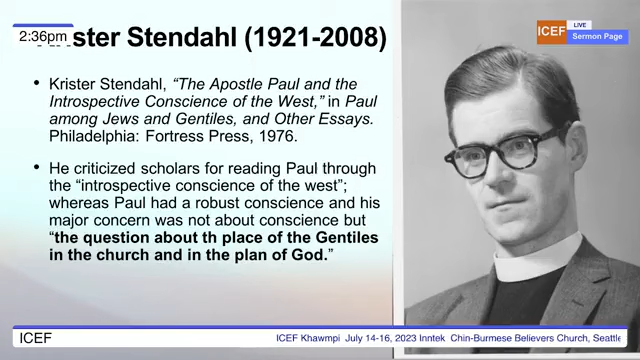 2:36pm
ster Stendahl (1921-2008)
ICEF
LIVE
Sermon Page
• Krister Stendahl, “The Apostle Paul and the
Introspective Conscience of the West,” in Paul
among Jews and Gentiles, and Other Essays.
Philadelphia: Fortress Press, 1976.
• He criticized scholars for reading Paul through
the “introspective conscience of the west”;
whereas Paul had a robust conscience and his
major concern was not about conscience but
“the question about th place of the Gentiles
in the church and in the plan of God.”
ICEF
ICEF Khawmpi July 14-16, 2023 Inntek Chin-Burmese Believers Church, Seattle